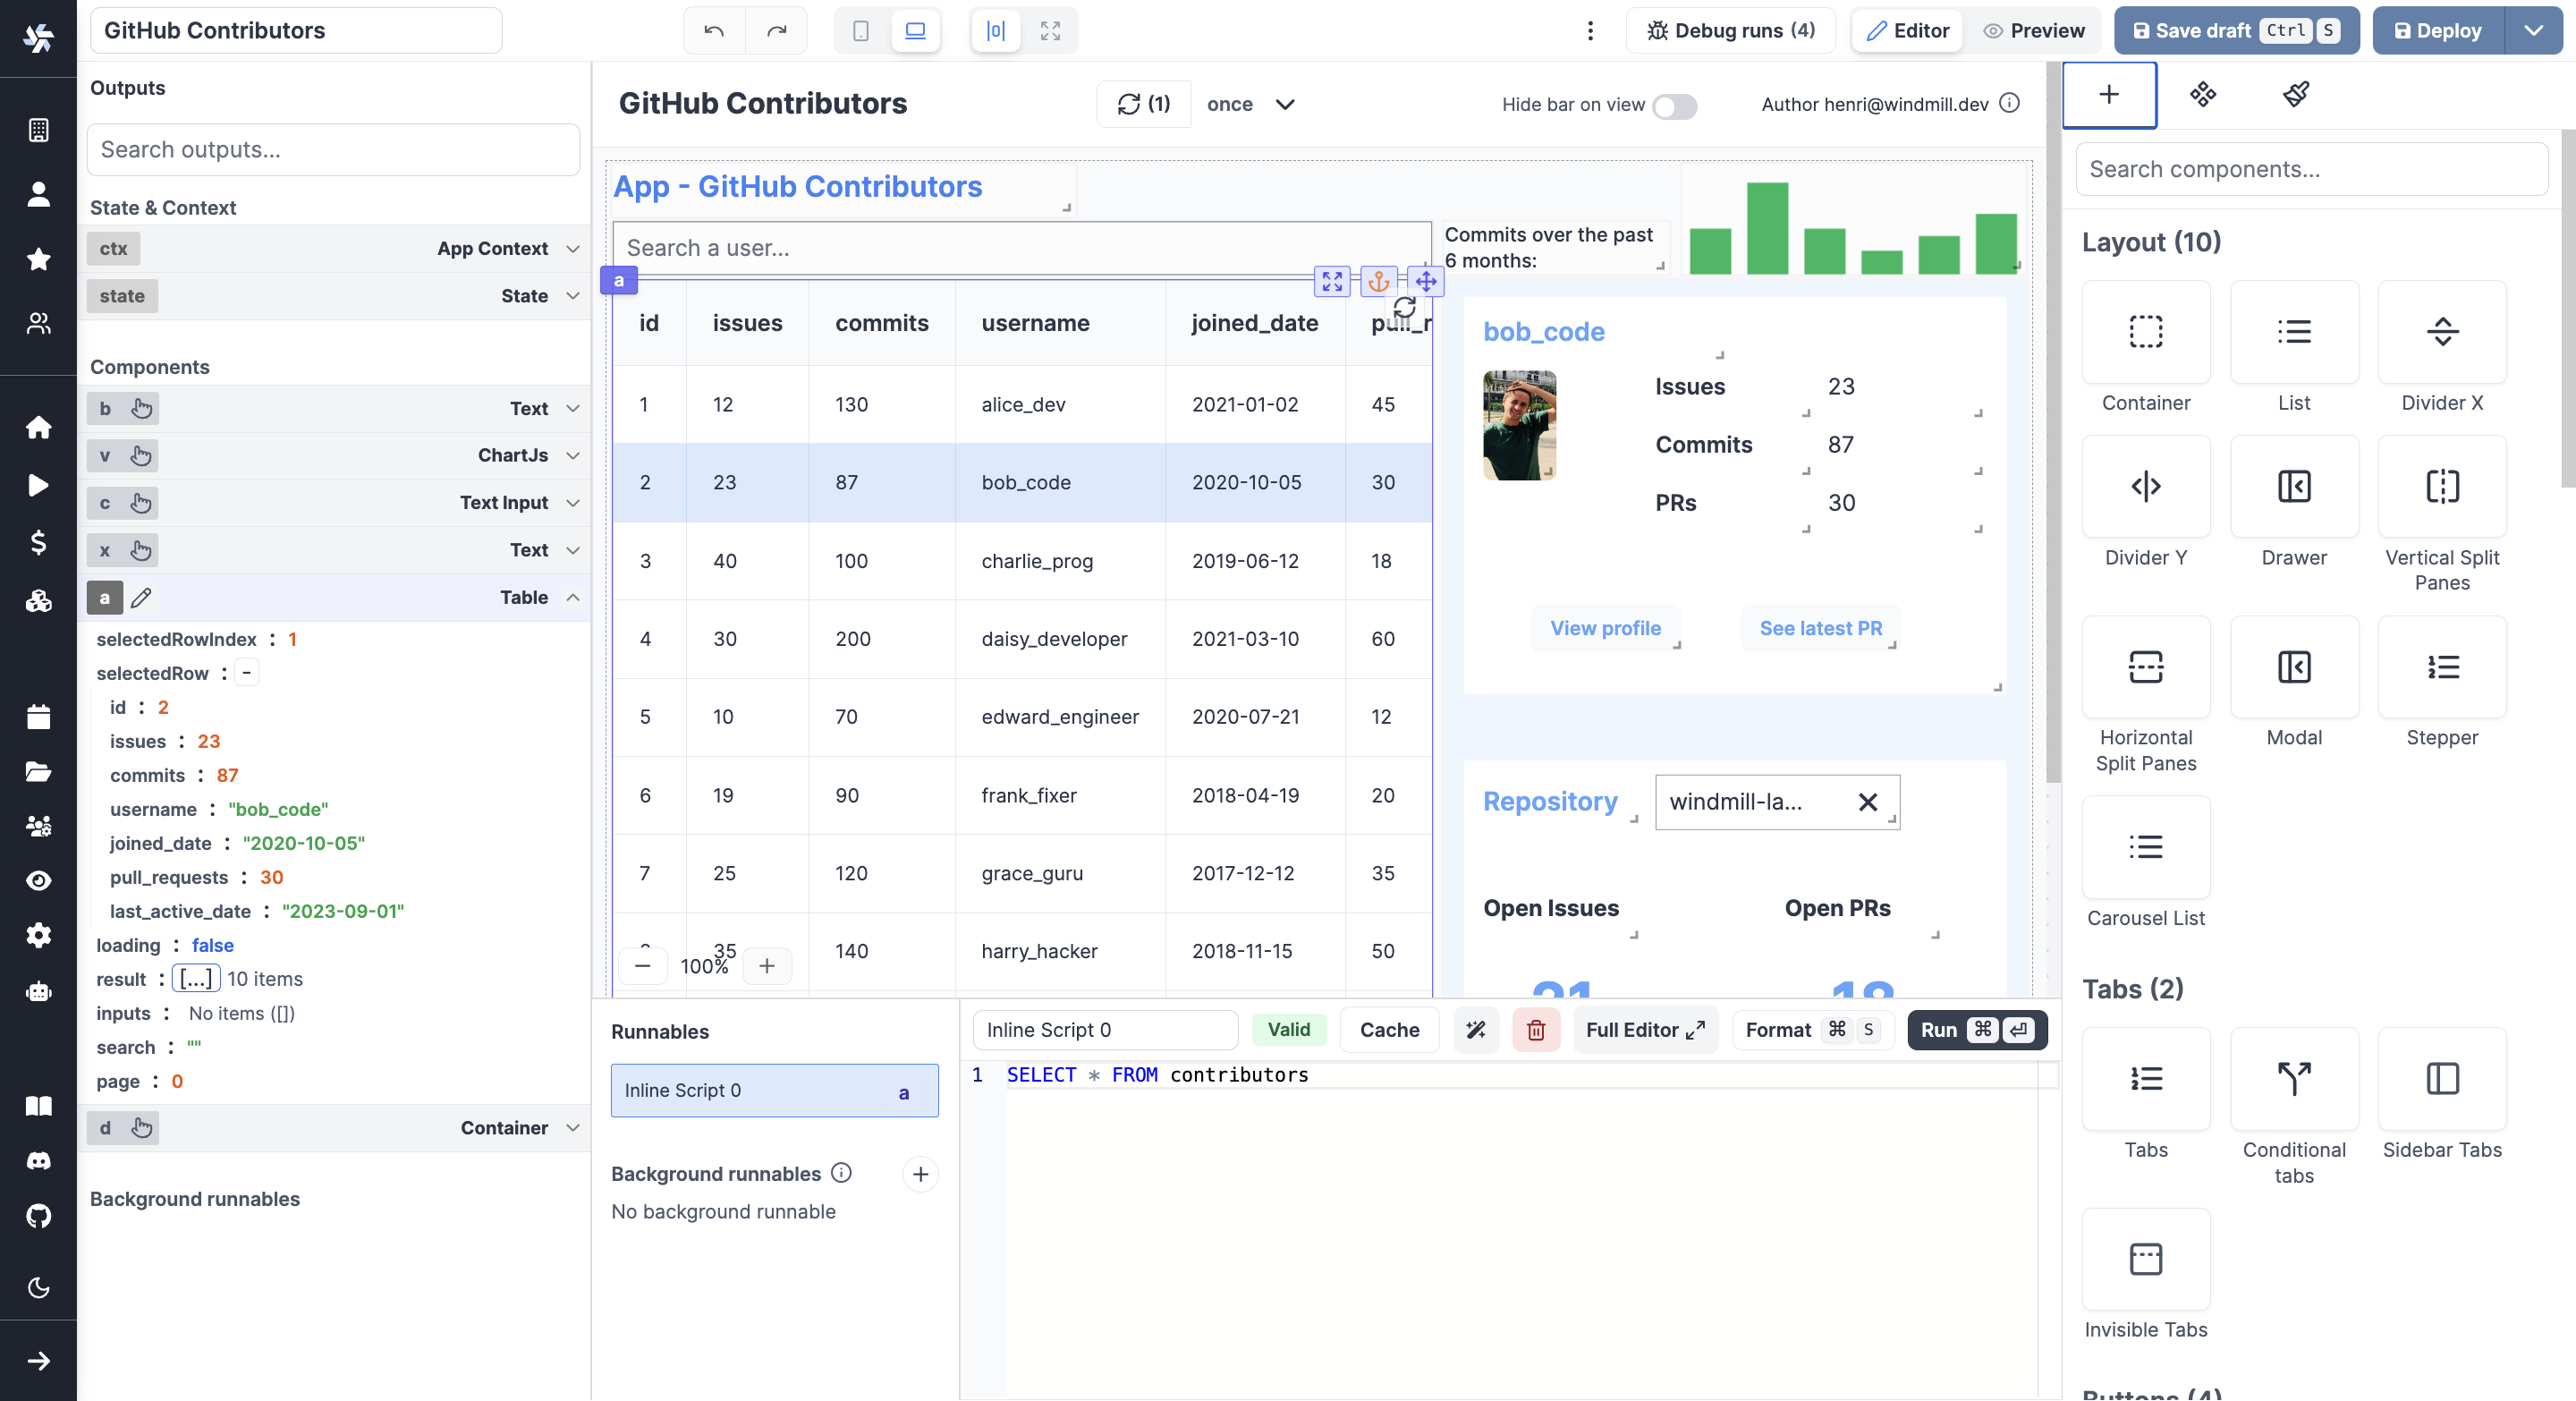 GitHub Contributors
Debug runs (4)
Editor
Preview
Save draft Ctrl S
Deploy
Outputs
Search outputs...
State & Context
ctx App Context
state State
Components
b Text
v ChartJs
c Text Input
x Text
a Table
selectedRowIndex : 1
selectedRow : -
id : 2
issues : 23
commits : 87
username : "bob_code"
joined_date : "2020-10-05"
pull_requests : 30
last_active_date : "2023-09-01"
loading : false
result : [...] 10 items
inputs : No items ([])
search : ""
page : 0
d Container
Background runnables
GitHub Contributors
(1)
once
Hide bar on view
Author henri@windmill.dev
App - GitHub Contributors
Search a user...
Commits over the past
6 months:
a
id issues commits username joined_date
1 12 130 alice_dev 2021-01-02 45
2 23 87 bob_code 2020-10-05 30
3 40 100 charlie_prog 2019-06-12 18
4 30 200 daisy_developer 2021-03-10 60
5 10 70 edward_engineer 2020-07-21 12
6 19 90 frank_fixer 2018-04-19 20
7 25 120 grace_guru 2017-12-12 35
35 140 harry_hacker 2018-11-15 50
100%
bob_code
Issues 23
Commits 87
PRs 30
View profile
See latest PR
Repository
windmill-la...
Open Issues
Open PRs
Runnables
Inline Script 0 a
Background runnables
No background runnable
Inline Script 0
Valid
Cache
Full Editor
Format ⌘ S
Run ⌘ ⏎
1 SELECT * FROM contributors
Search components...
Layout (10)
Container
List
Divider X
Divider Y
Drawer
Vertical Split
Panes
Horizontal
Split Panes
Modal
Stepper
Carousel List
Tabs (2)
Tabs
Conditional
tabs
Sidebar Tabs
Invisible Tabs
Buttons (4)